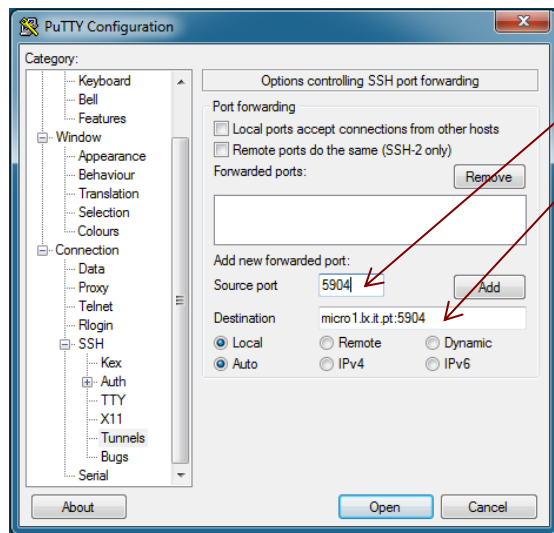 PuTTY Configuration
Category:
Keyboard
Bell
Features
Window
Appearance
Behaviour
Translation
Selection
Colours
Connection
Data
Proxy
Telnet
Rlogin
SSH
Kex
Auth
TTY
X11
Tunnels
Bugs
Serial
Options controlling SSH port forwarding
Port forwarding
Local ports accept connections from other hosts
Remote ports do the same (SSH-2 only)
Forwarded ports:
Remove
Add new forwarded port:
Source port 5904 Add
Destination micro1.lx.it.pt:5904
Local Remote Dynamic
Auto IPv4 IPv6
About Open Cancel